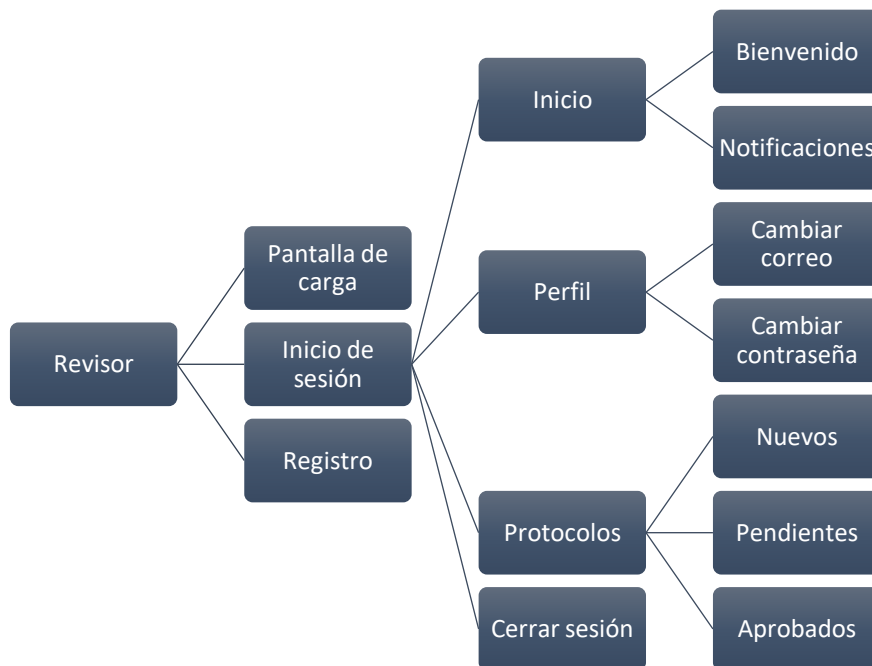 Revisor
Pantalla de
carga
Inicio de
sesión
Registro
Inicio
Perfil
Protocolos
Cerrar sesión
Bienvenido
Notificaciones
Cambiar
correo
Cambiar
contraseña
Nuevos
Pendientes
Aprobados